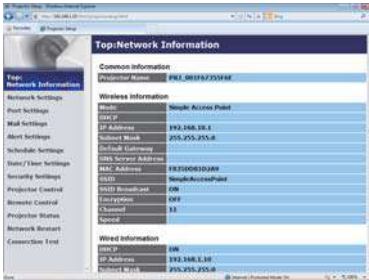 Top:Network Information
Common Information
Projector Name
Wireless Information
Mode Simple Access Point
DHCP
IP Address 192.168.10.1
Subnet Mask 255.255.255.0
Default Gateway
DNS Server Address
MAC Address
SSID SimpleAccessPoint
SSID Broadcast ON
Encryption OFF
Channel 11
Speed
Wired Information
DHCP ON
IP Address 192.168.1.10
Subnet Mask 255.255.255.0
Top:
Network Information
Network Settings
Port Settings
Mail Settings
Alert Settings
Schedule Settings
Date/Time Settings
Security Settings
Projector Control
Remote Control
Projector Status
Network Restart
Connection Test